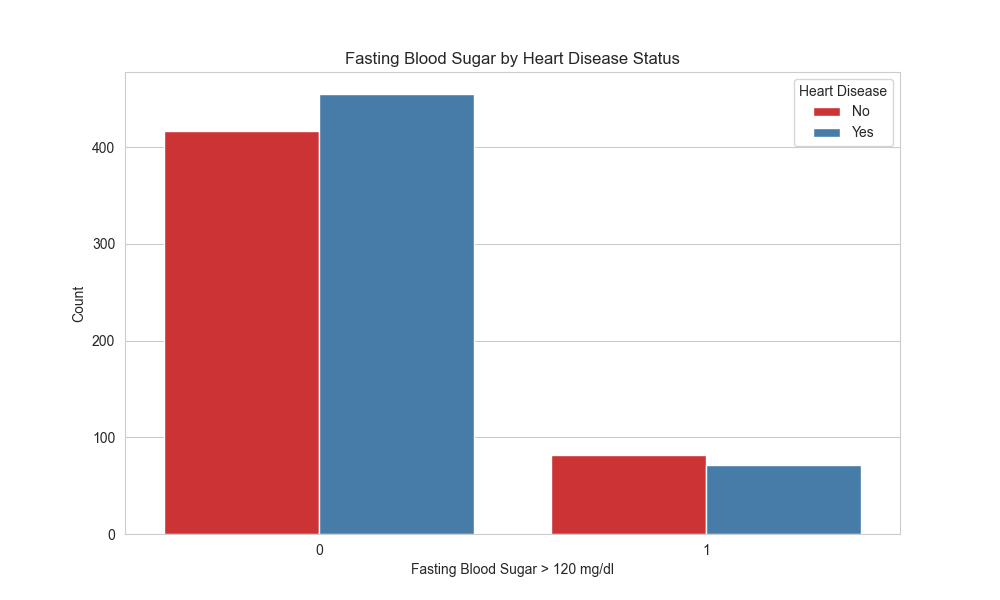 Fasting Blood Sugar by Heart Disease Status
Heart Disease
No
Yes
400
300
200
100
0
Count
0 1
Fasting Blood Sugar > 120 mg/dl